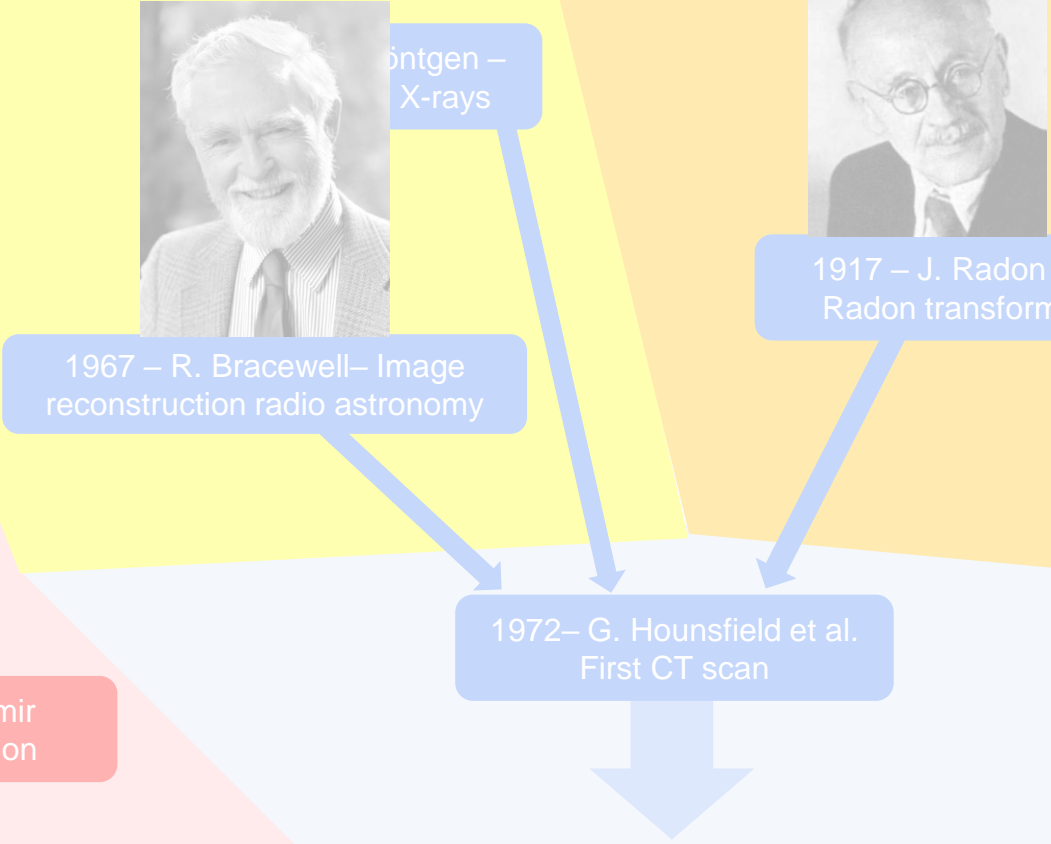 öntgen –
X-rays
1917 – J. Radon
Radon transform
1967 – R. Bracewell– Image
reconstruction radio astronomy
1972– G. Hounsfield et al.
First CT scan
mir
on